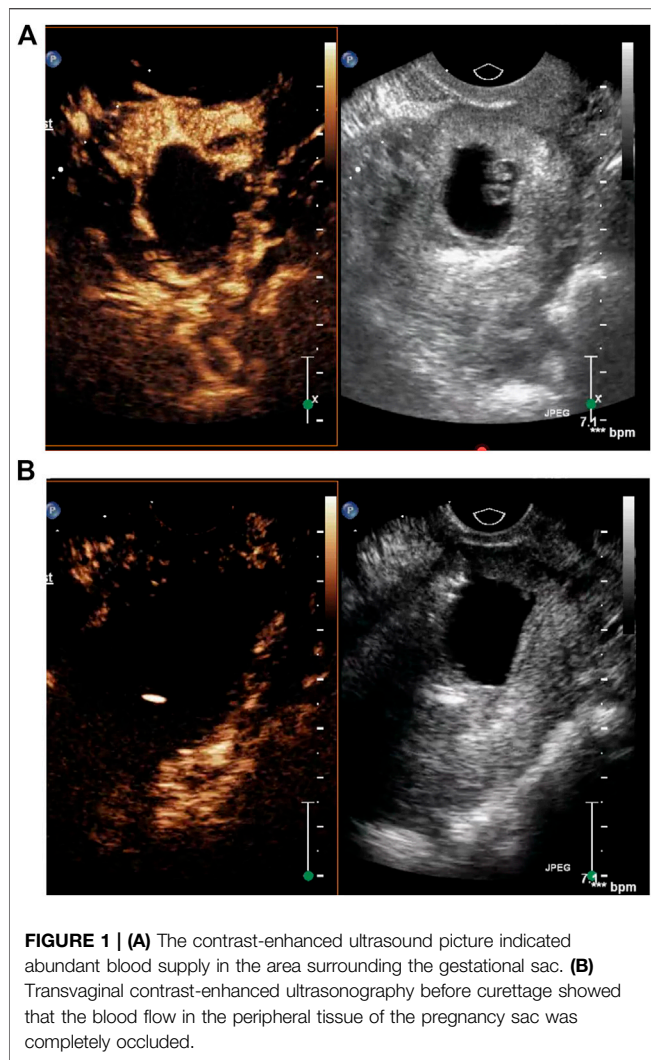 A
P
P
st
X
X
JPEG
7.1
*** bpm
B
P
P
st
JPEG
7.1
*** bpm
FIGURE 1 | (A) The contrast-enhanced ultrasound picture indicated
abundant blood supply in the area surrounding the gestational sac. (B)
Transvaginal contrast-enhanced ultrasonography before curettage showed
that the blood flow in the peripheral tissue of the pregnancy sac was
completely occluded.